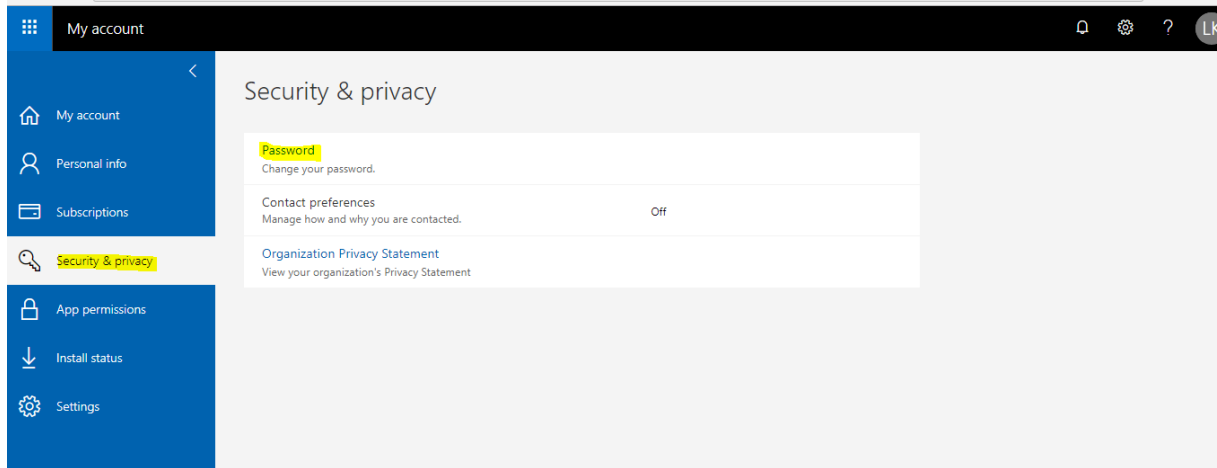 My account
?
LK
My account
Personal info
Subscriptions
Security & privacy
App permissions
Install status
Settings
Security & privacy
Password
Change your password.
Contact preferences
Manage how and why you are contacted.
Off
Organization Privacy Statement
View your organization's Privacy Statement